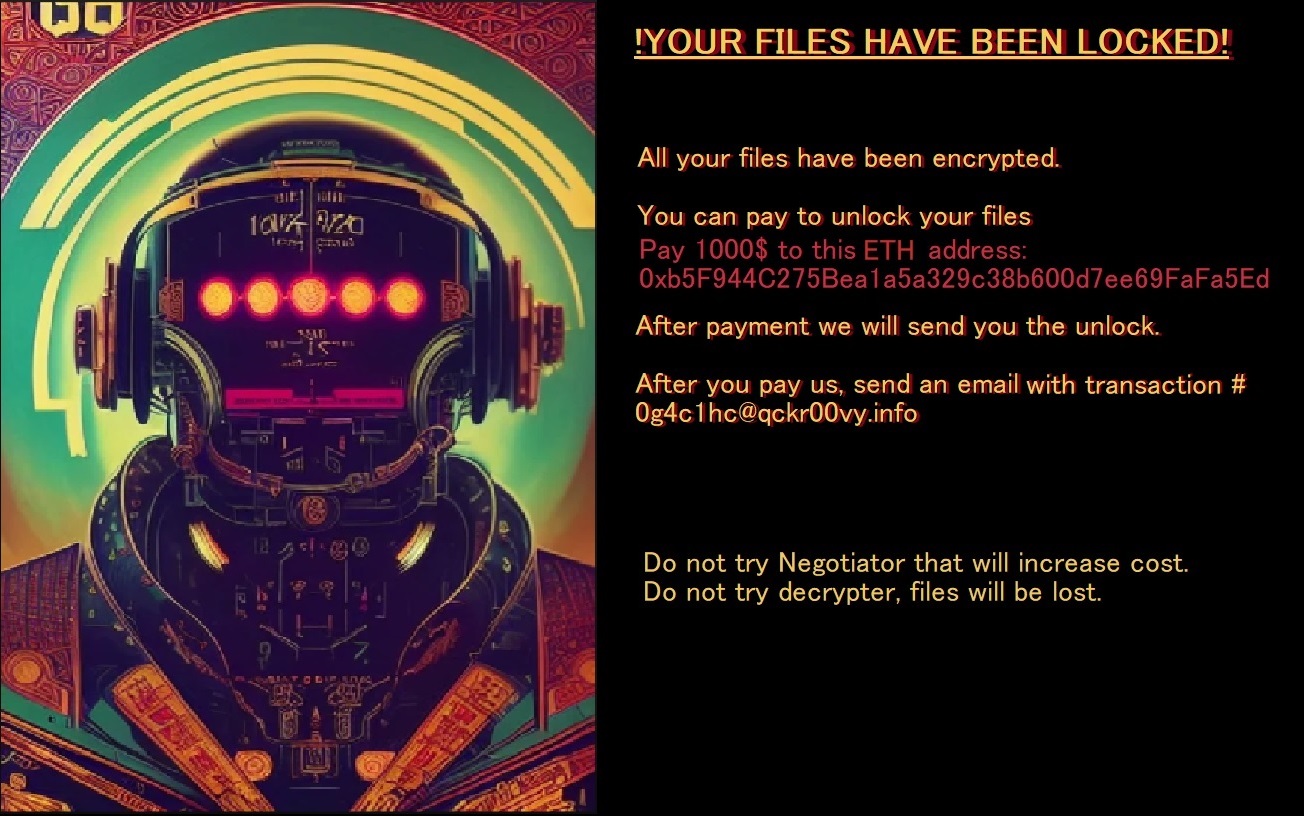 !YOUR FILES HAVE BEEN LOCKED!
All your files have been encrypted.
You can pay to unlock your files
Pay 1000$ to this ETH address:
0xb5F944C275Bea1a5a329c38b600d7ee69FaFa5Ed
After payment we will send you the unlock.
After you pay us, send an email with transaction #
0g4c1hc@qckr00vy.info
Do not try Negotiator that will increase cost.
Do not try decrypter, files will be lost.